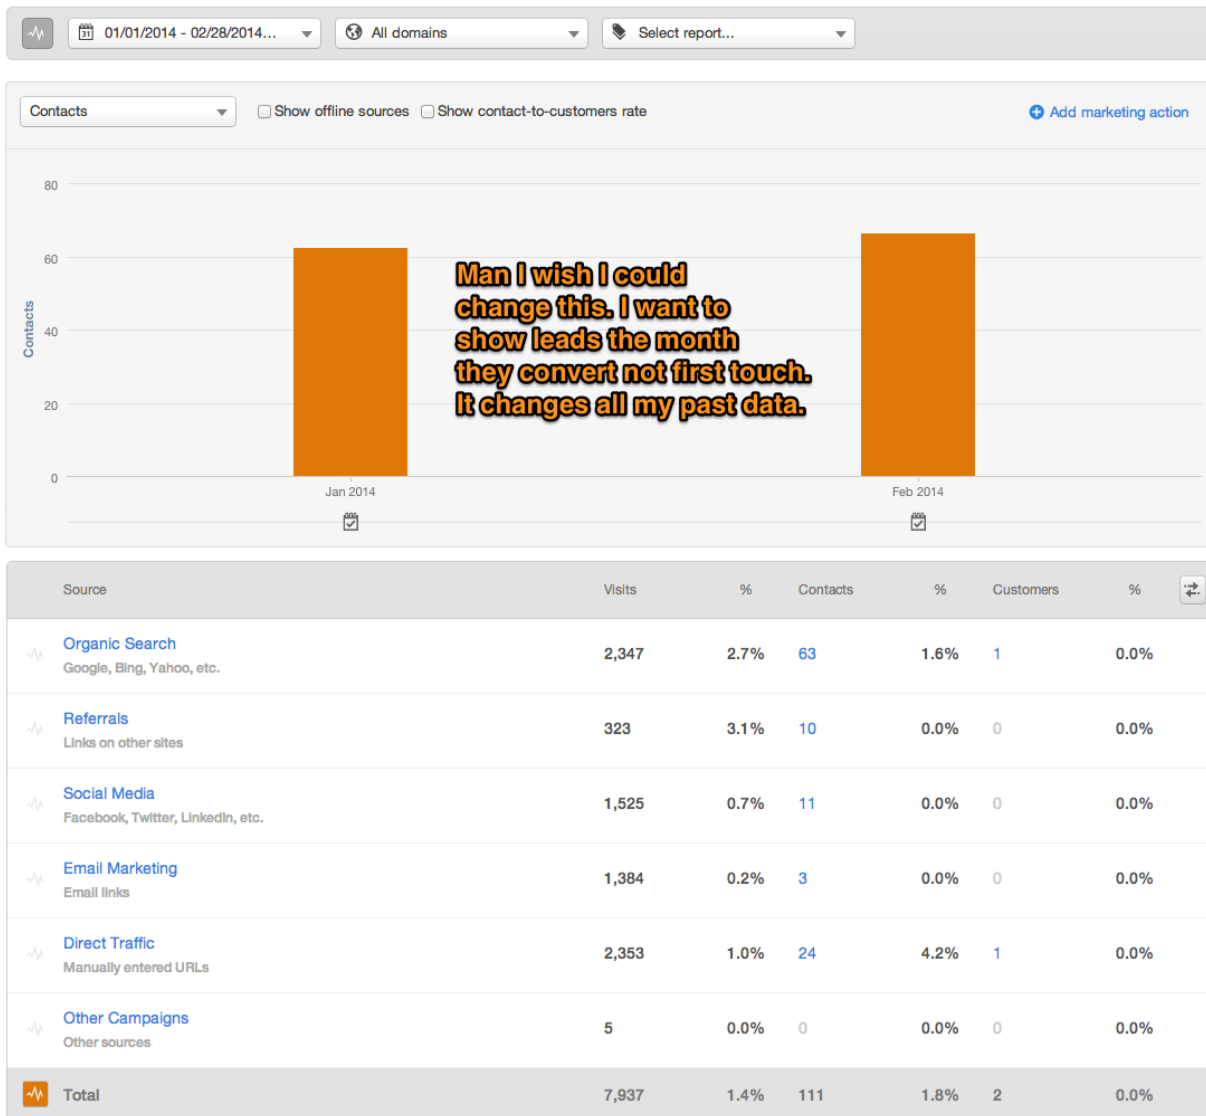 31 01/01/2014 - 02/28/2014... All domains Select report...
Contacts Show offline sources Show contact-to-customers rate Add marketing action
80
60
40
20
0
Contacts
Man I wish I could
change this. I want to
show leads the month
they convert not first touch.
It changes all my past data.
Jan 2014 Feb 2014
Source Visits % Contacts % Customers %
Organic Search
Google, Bing, Yahoo, etc.
2,347 2.7% 63 1.6% 1 0.0%
Referrals
Links on other sites
323 3.1% 10 0.0% 0 0.0%
Social Media
Facebook, Twitter, LinkedIn, etc.
1,525 0.7% 11 0.0% 0 0.0%
Email Marketing
Email links
1,384 0.2% 3 0.0% 0 0.0%
Direct Traffic
Manually entered URLs
2,353 1.0% 24 4.2% 1 0.0%
Other Campaigns
Other sources
5 0.0% 0 0.0% 0 0.0%
Total 7,937 1.4% 111 1.8% 2 0.0%